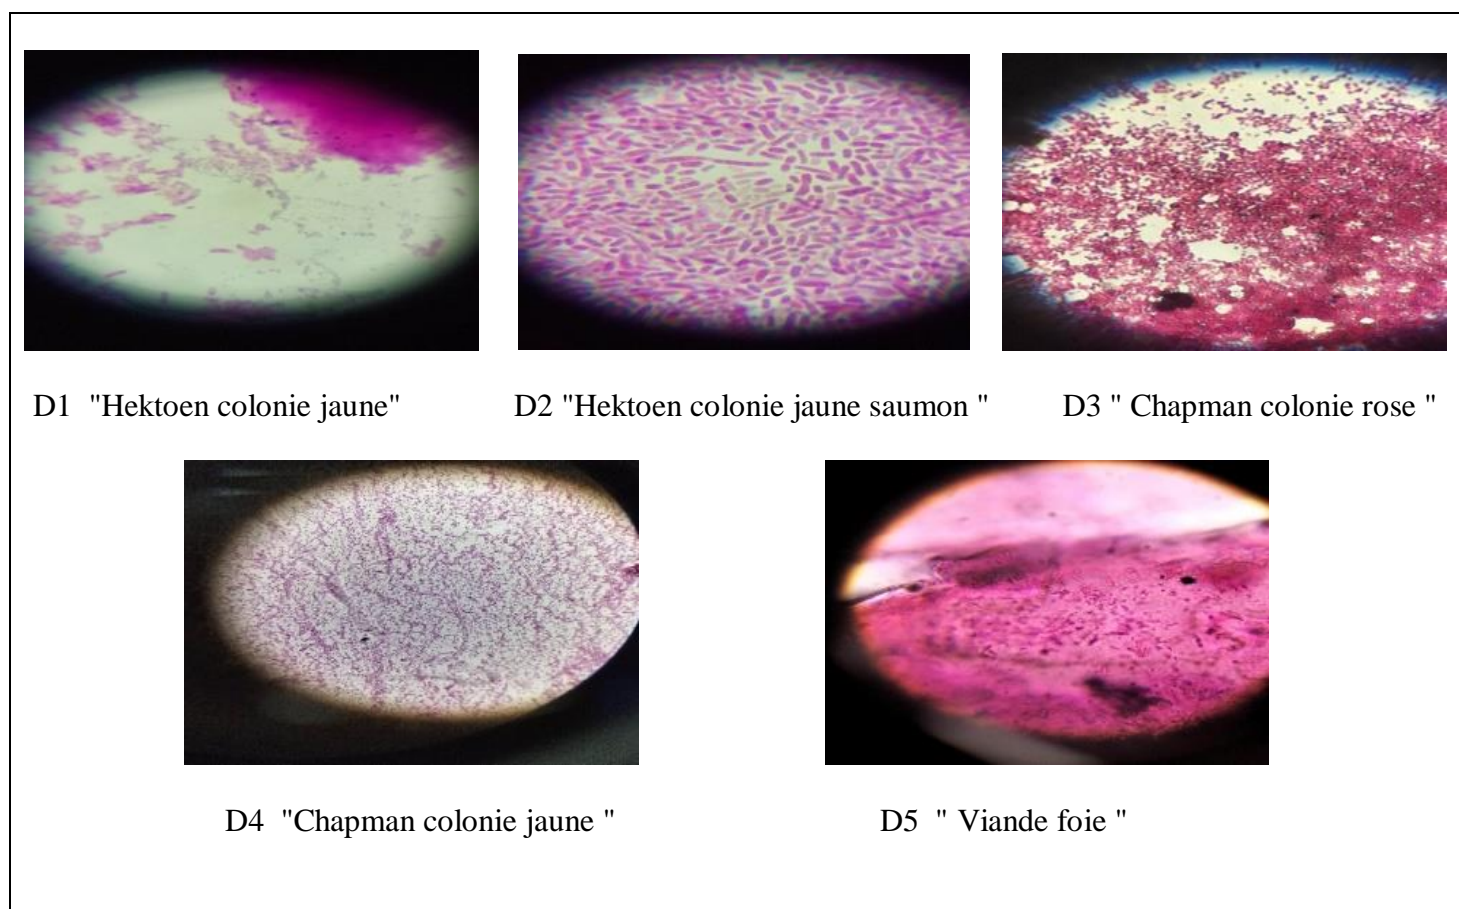 D1 "Hektoen colonie jaune"
D2 "Hektoen colonie jaune saumon "
D3 " Chapman colonie rose "
D4 "Chapman colonie jaune "
D5 " Viande foie "